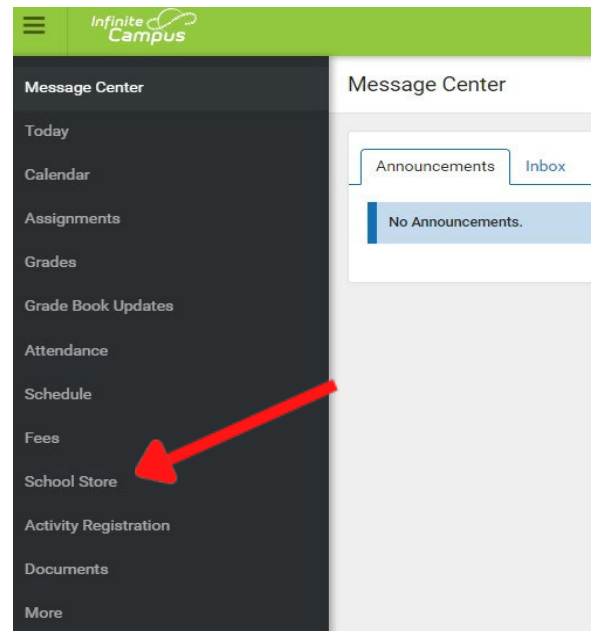 Infinite
Campus
Message Center
Today
Calendar
Assignments
Grades
Grade Book Updates
Attendance
Schedule
Fees
School Store
Activity Registration
Documents
More
Message Center
Announcements Inbox
No Announcements.